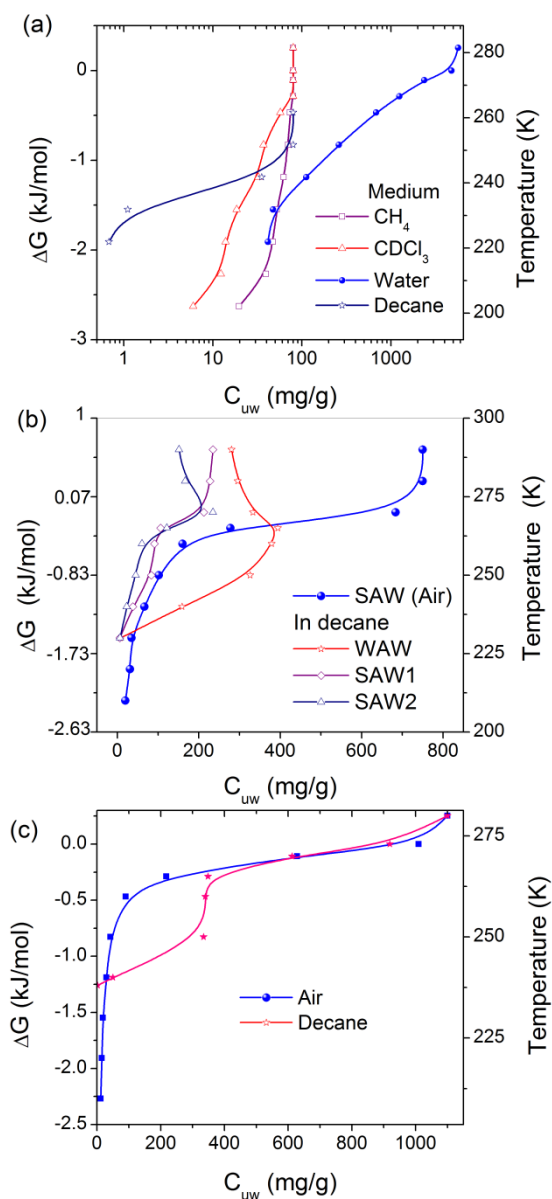 (a)
ΔG (kJ/mol)
0
-1
-2
-3
280
260
240
220
200
Temperature (K)
Medium
CH4
CDCl3
Water
Decane
1
10
100
1000
Cuw (mg/g)
(b)
ΔG (kJ/mol)
1
0.07
-0.83
-1.73
-2.63
300
275
250
225
200
Temperature (K)
SAW (Air)
In decane
WAW
SAW1
SAW2
0
200
400
600
800
Cuw (mg/g)
(c)
ΔG (kJ/mol)
0.0
-0.5
-1.0
-1.5
-2.0
-2.5
275
250
225
Temperature (K)
Air
Decane
0
200
400
600
800
1000
Cuw (mg/g)